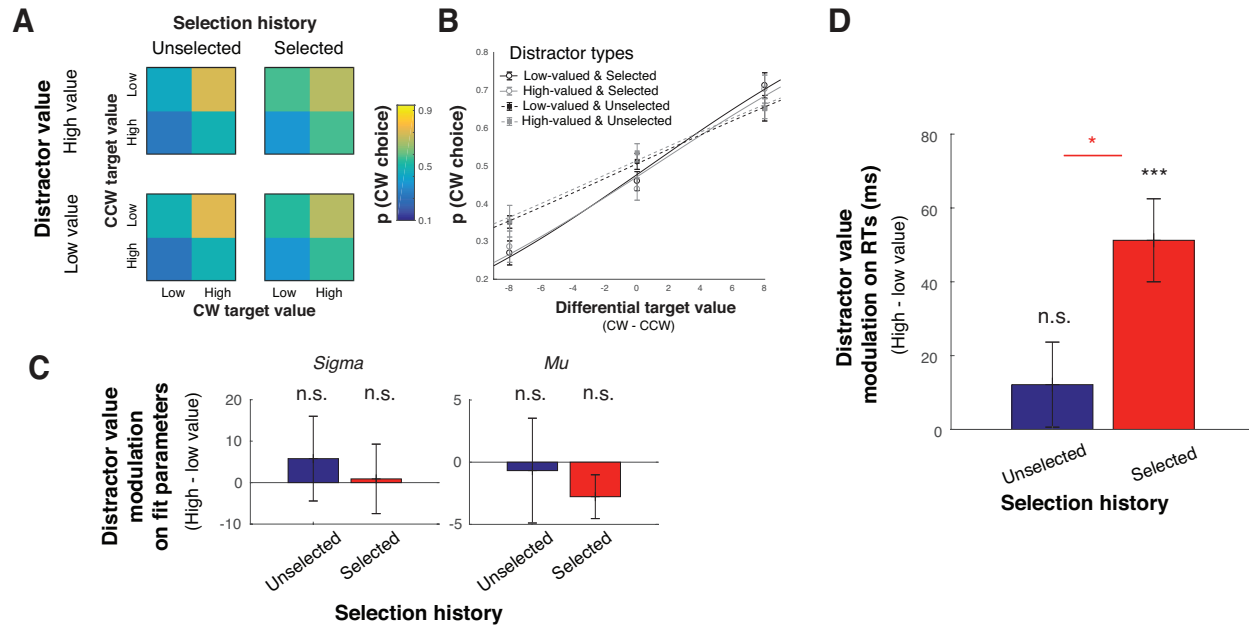 A
Selection history
Unselected
Selected
Distractor value
High value
Low value
CCW target value
Low
High
Low
High
Low
High
Low
High
CW target value
p (CW choice)
0.9
0.5
0.1
B
Distractor types
Low-valued & Selected
High-valued & Selected
Low-valued & Unselected
High-valued & Unselected
p (CW choice)
0.8
0.7
0.6
0.5
0.4
0.3
0.2
-8
-6
-4
-2
0
2
4
6
8
Differential target value
(CW - CCW)
C
Distractor value
modulation
on fit parameters
(High - low value)
Sigma
n.s.
n.s.
20
10
0
-10
Unselected
Selected
Mu
n.s.
n.s.
5
0
-5
Unselected
Selected
Selection history
D
Distractor value
modulation on RTs (ms)
(High - low value)
80
60
40
20
0
*
***
n.s.
Unselected
Selected
Selection history